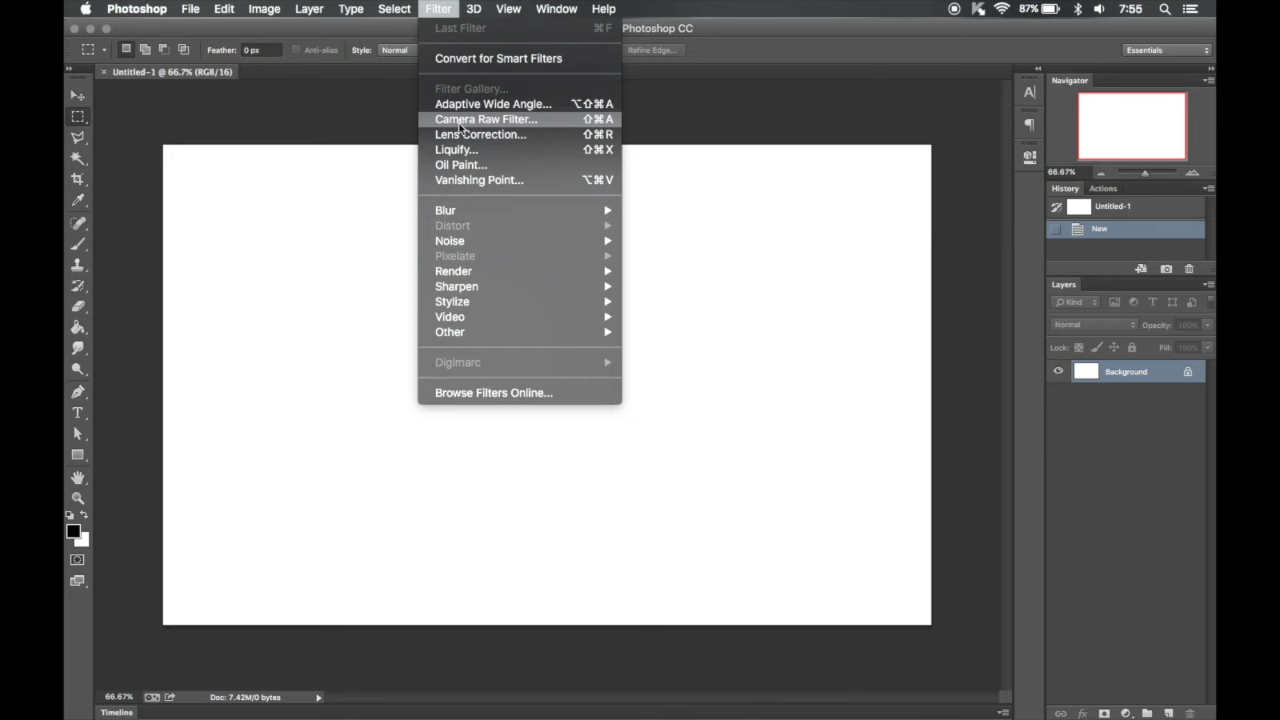 Photoshop File Edit Image Layer Type Select Filter 3D View Window Help 87% 7:55
Last Filter ⌘F
Photoshop CC
Feather: 0 px Anti-alias Style: Normal Refine Edge... Essentials
Convert for Smart Filters
× Untitled-1 @ 66.7% (RGB/16)
Filter Gallery...
Adaptive Wide Angle... ⌥⇧⌘A
Camera Raw Filter... ⇧⌘A
Lens Correction... ⇧⌘R
Liquify... ⇧⌘X
Oil Paint...
Vanishing Point... ⌥⌘V
Blur
Distort
Noise
Pixelate
Render
Sharpen
Stylize
Video
Other
Digimarc
Browse Filters Online...
Navigator
66.67%
History Actions
Untitled-1
New
Layers
Kind T
Normal Opacity: 100%
Lock: Fill: 100%
Background
A
¶
T
66.67% Doc: 7.42M/0 bytes
Timeline
fx